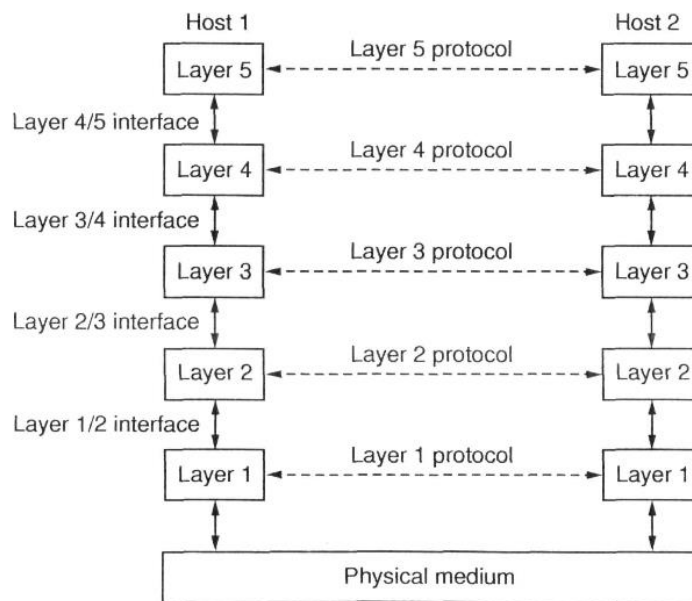 Host 1 Host 2
Layer 5 protocol
Layer 5 Layer 5
Layer 4/5 interface
Layer 4 protocol
Layer 4 Layer 4
Layer 3/4 interface
Layer 3 protocol
Layer 3 Layer 3
Layer 2/3 interface
Layer 2 protocol
Layer 2 Layer 2
Layer 1/2 interface
Layer 1 protocol
Layer 1 Layer 1
Physical medium